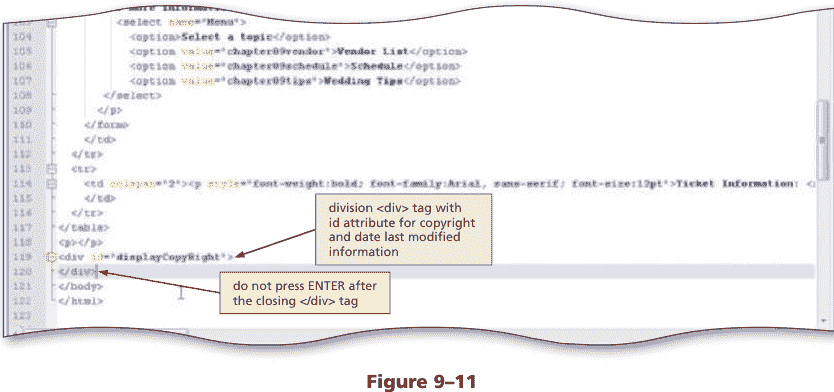 more Informati
103 <select name="Menu">
104 <option>Select a topic</option>
105 <option value="chapter09vendor">Vendor List</option>
106 <option value="chapter09schedule">Schedule</option>
107 <option value="chapter09tips">Wedding Tips</option>
108 </select>
109 </p>
110 </form>
111 </td>
112 </tr>
113 <tr>
114 <td colspan="2"><p style="font-weight:bold; font-family:Arial, sans-serif; font-size:12pt">Ticket Information: <
115 </td>
116 </tr>
117 </table>
118 <p></p>
119 <div id="displayCopyRight">
120 </div>
121 </body>
122 </html>
123
division <div> tag with
id attribute for copyright
and date last modified
information
do not press ENTER after
the closing </div> tag
Figure 9–11